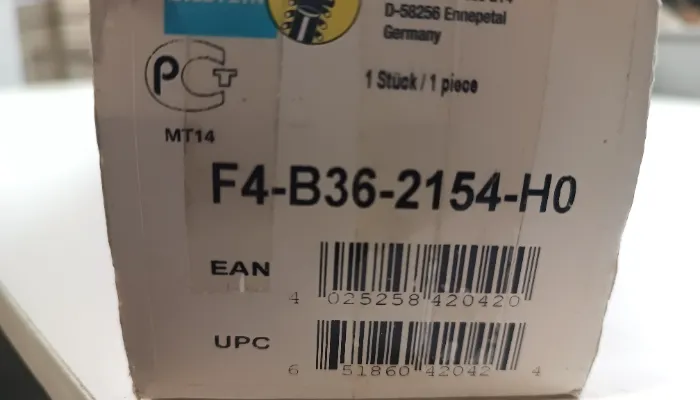 D-58256 Ennepetal
Germany
1 Stück / 1 piece
PCT
MT14
F4-B36-2154-H0
EAN
4 025258 420420
UPC
6 51860 42042 4